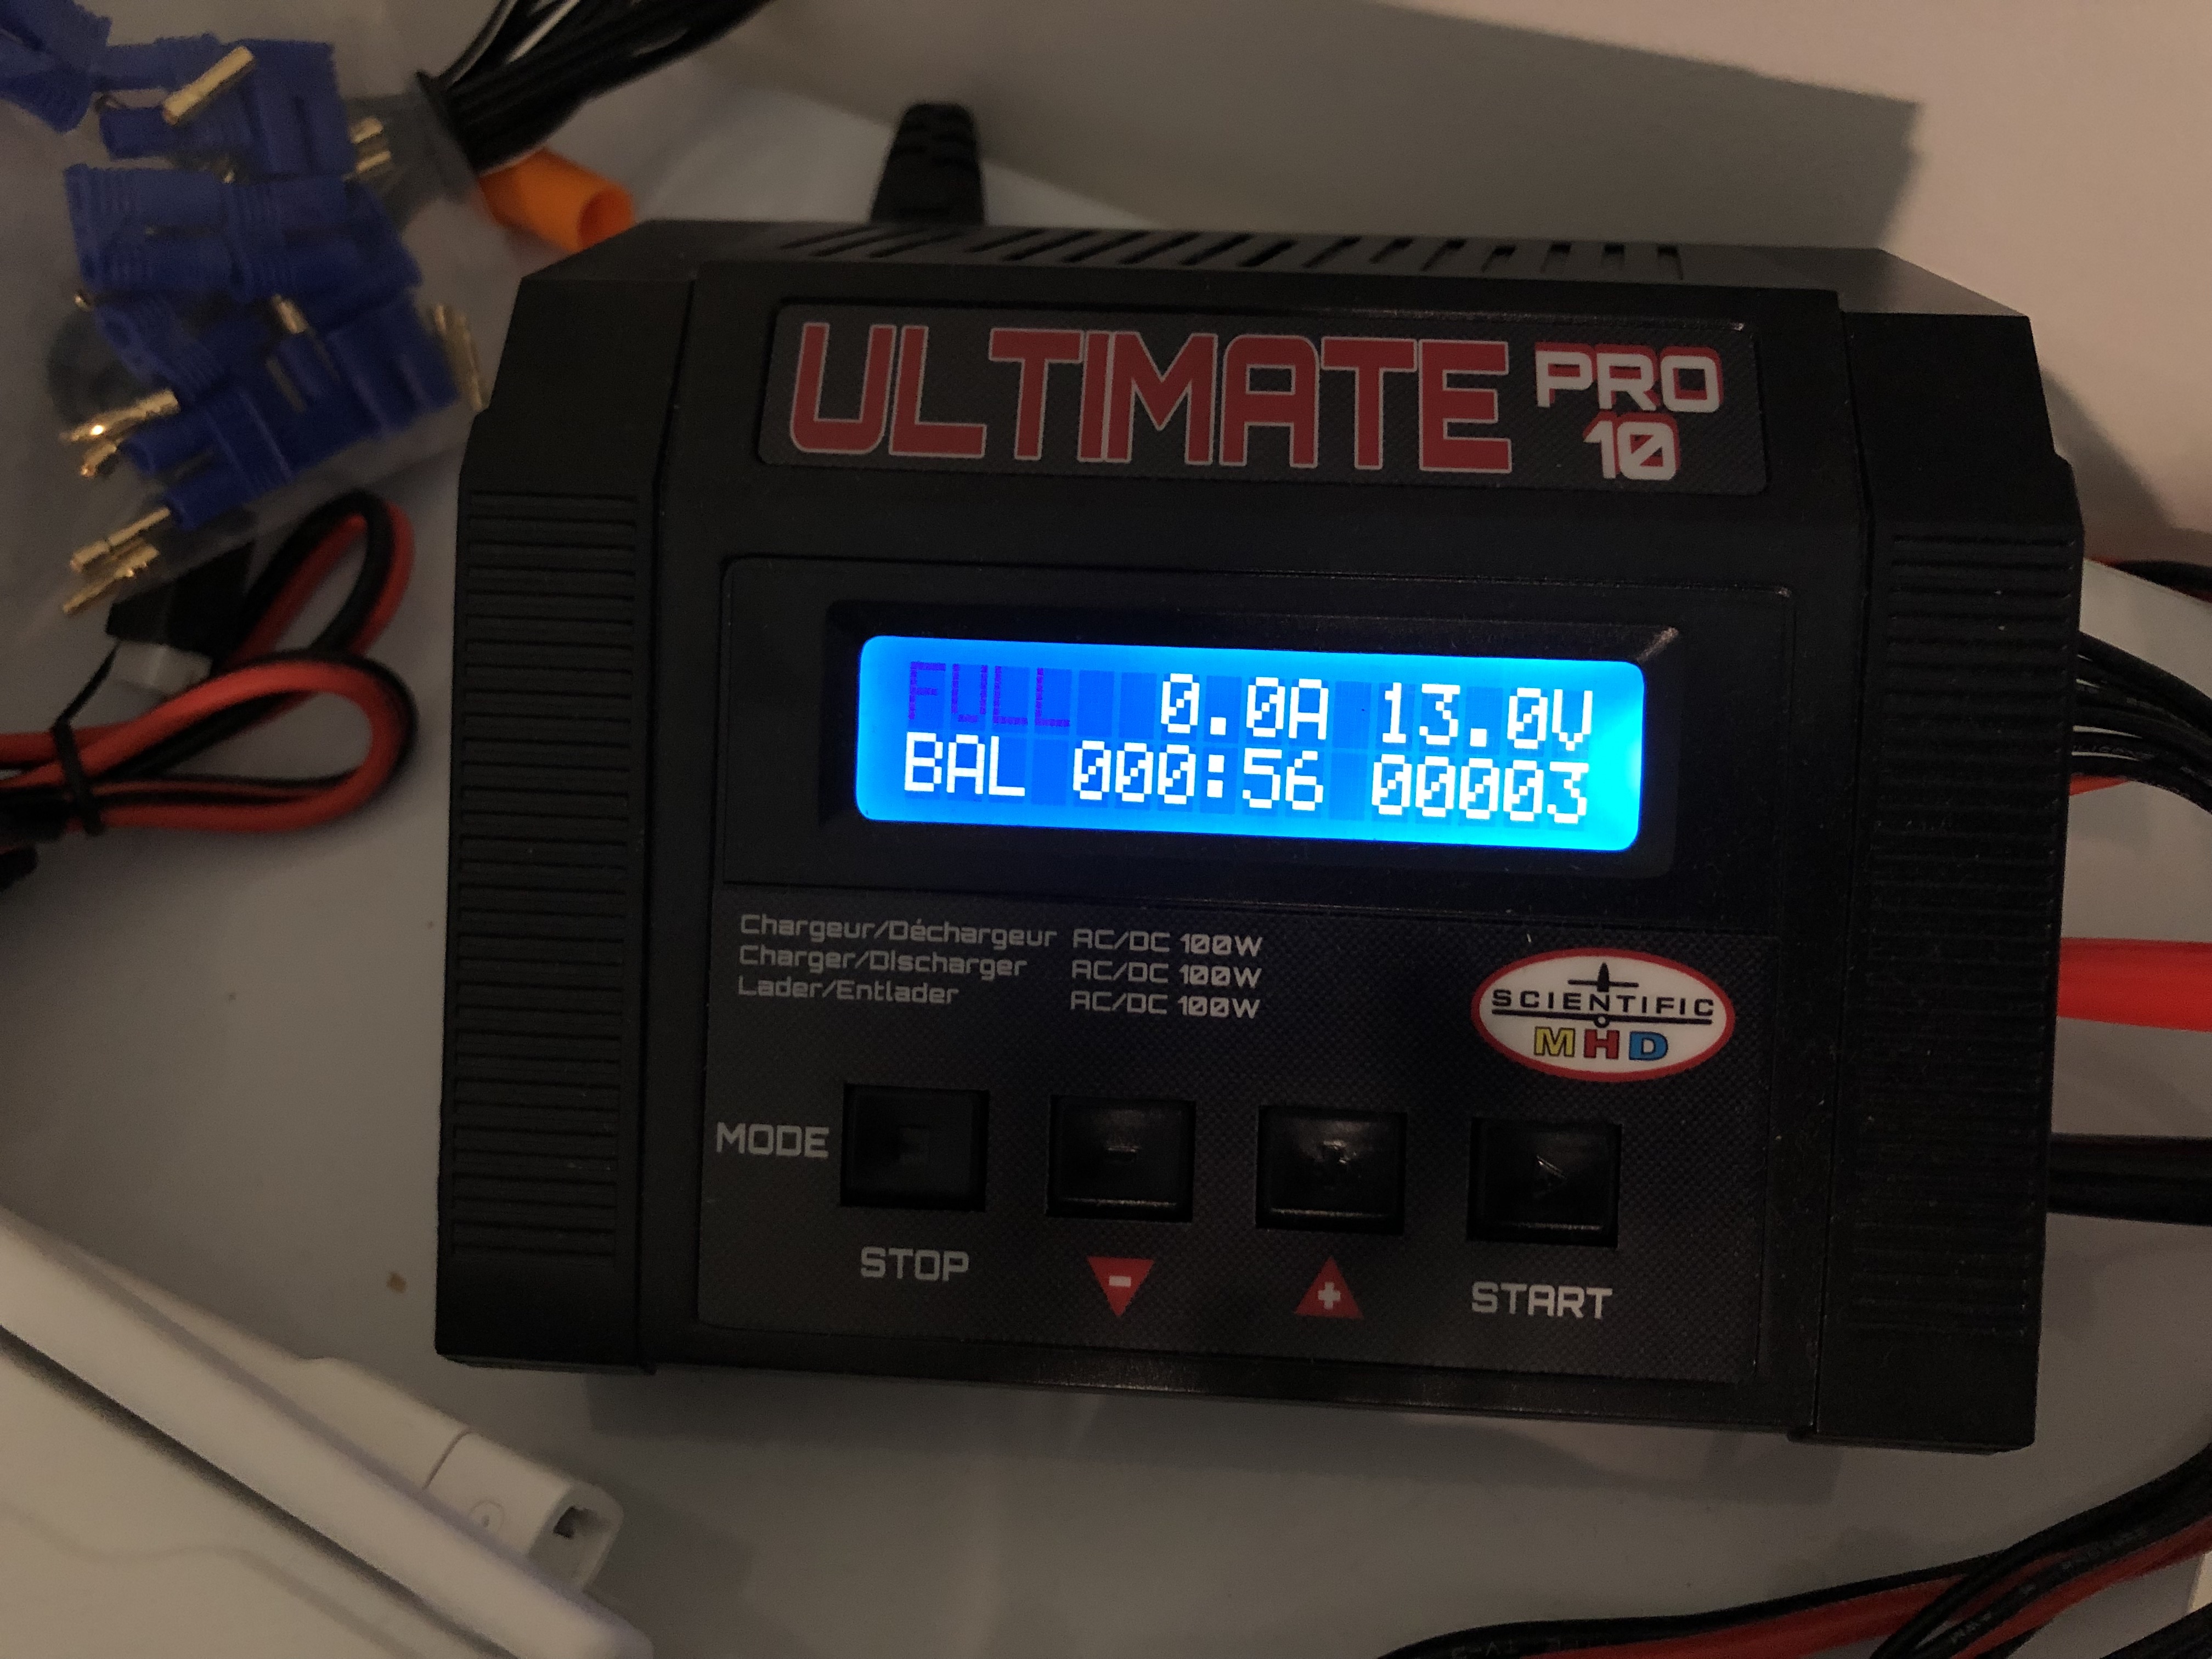 ULTIMATE PRO
10
FULL 0.0A 13.0V
BAL 000:56 00003
Chargeur/Déchargeur AC/DC 100W
Charger/Discharger AC/DC 100W
Lader/Entlader AC/DC 100W
SCIENTIFIC
MHD
MODE
STOP - + START